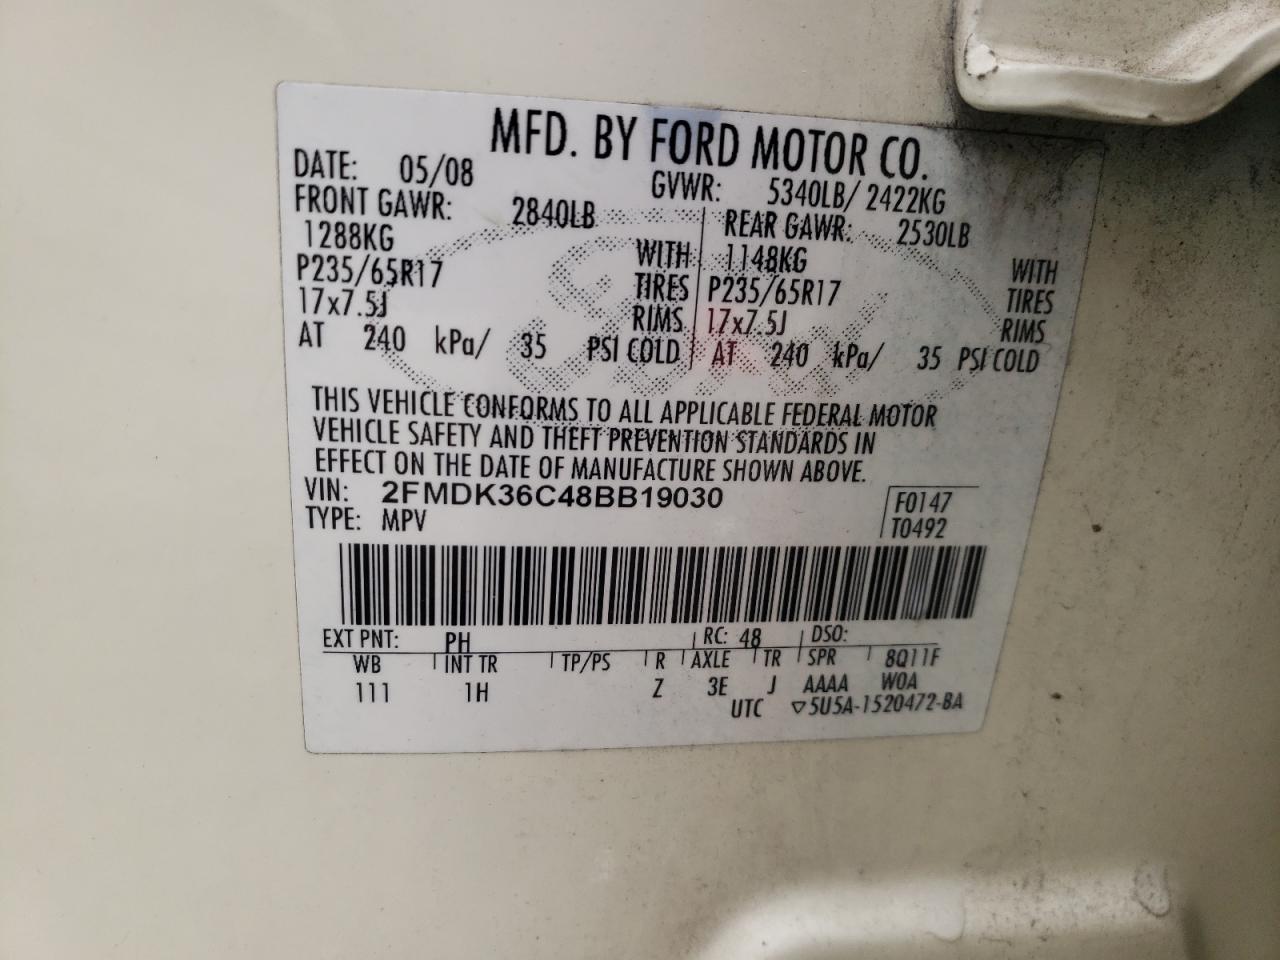 MFD. BY FORD MOTOR CO.
DATE: 05/08 GVWR: 5340LB/ 2422KG
FRONT GAWR: 2840LB REAR GAWR: 2530LB
1288KG WITH 1148KG WITH
P235/65R17 TIRES P235/65R17 TIRES
17x7.5J RIMS 17x7.5J RIMS
AT 240 kPa/ 35 PSI COLD AT 240 kPa/ 35 PSI COLD
THIS VEHICLE CONFORMS TO ALL APPLICABLE FEDERAL MOTOR
VEHICLE SAFETY AND THEFT PREVENTION STANDARDS IN
EFFECT ON THE DATE OF MANUFACTURE SHOWN ABOVE.
VIN: 2FMDK36C48BB19030 F0147
TYPE: MPV T0492
EXT PNT: PH RC: 48 DSO:
WB INT TR TP/PS R AXLE TR SPR 8Q11F
111 1H Z 3E J AAAA WOA
UTC ▽5U5A-1520472-BA